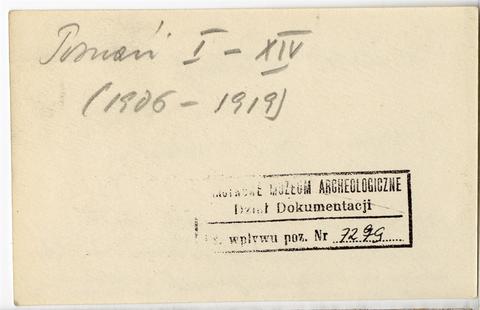 Poznań I – XIV
(1906 – 1919)
MUZEUM ARCHEOLOGICZNE
Dział Dokumentacji
wpływu poz. Nr 7299